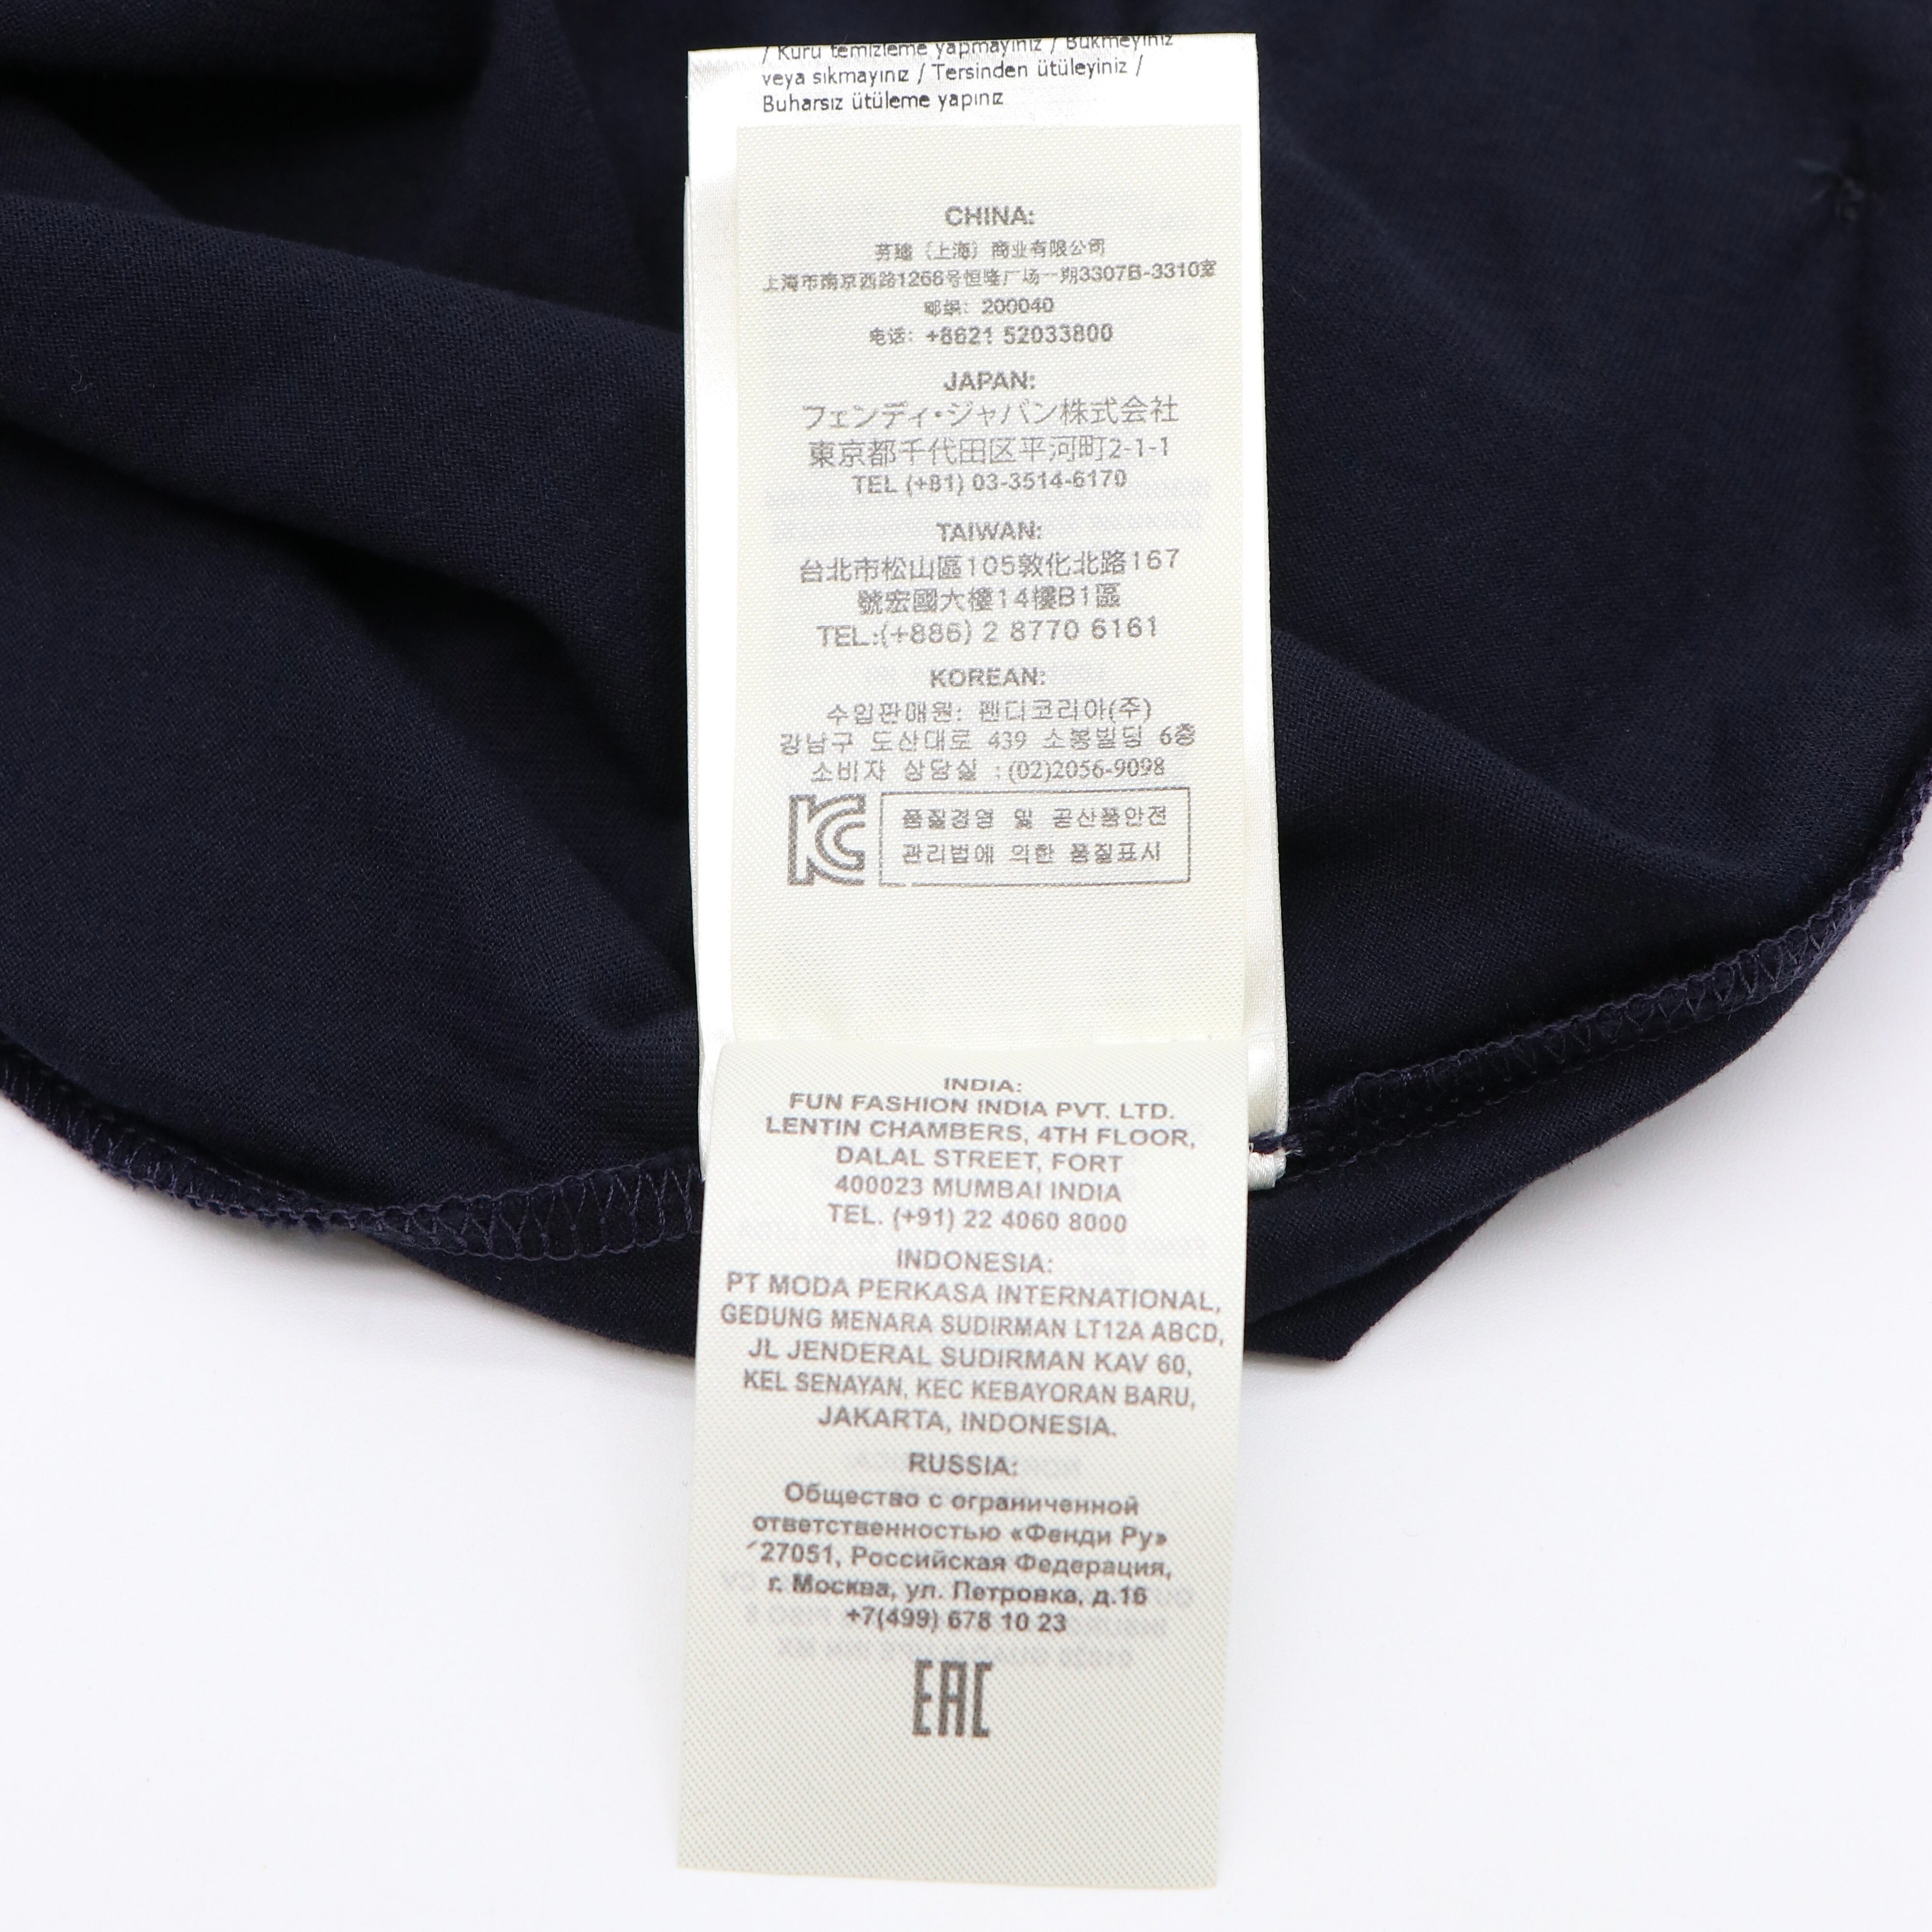 / Kuru temizleme yapmayınız / Bükmeyiniz
veya sıkmayınız / Tersinden ütüleyiniz /
Buharsız ütüleme yapınız
CHINA:
芬迪（上海）商业有限公司
上海市南京西路1266号恒隆广场一期3307B-3310室
邮编: 200040
电话: +8621 52033800
JAPAN:
フェンディ・ジャパン株式会社
東京都千代田区平河町2-1-1
TEL (+81) 03-3514-6170
TAIWAN:
台北市松山區105敦化北路167
號宏國大樓14樓B1區
TEL:(+886) 2 8770 6161
KOREAN:
수입판매원: 펜디코리아(주)
강남구 도산대로 439 소봉빌딩 6층
소비자 상담실 :(02)2056-9098
KC
품질경영 및 공산품안전
관리법에 의한 품질표시
INDIA:
FUN FASHION INDIA PVT. LTD.
LENTIN CHAMBERS, 4TH FLOOR,
DALAL STREET, FORT
400023 MUMBAI INDIA
TEL. (+91) 22 4060 8000
INDONESIA:
PT MODA PERKASA INTERNATIONAL,
GEDUNG MENARA SUDIRMAN LT12A ABCD,
JL JENDERAL SUDIRMAN KAV 60,
KEL SENAYAN, KEC KEBAYORAN BARU,
JAKARTA, INDONESIA.
RUSSIA:
Общество с ограниченной
ответственностью «Фенди Ру»
27051, Российская Федерация,
г. Москва, ул. Петровка, д.16
+7(499) 678 10 23
EAC